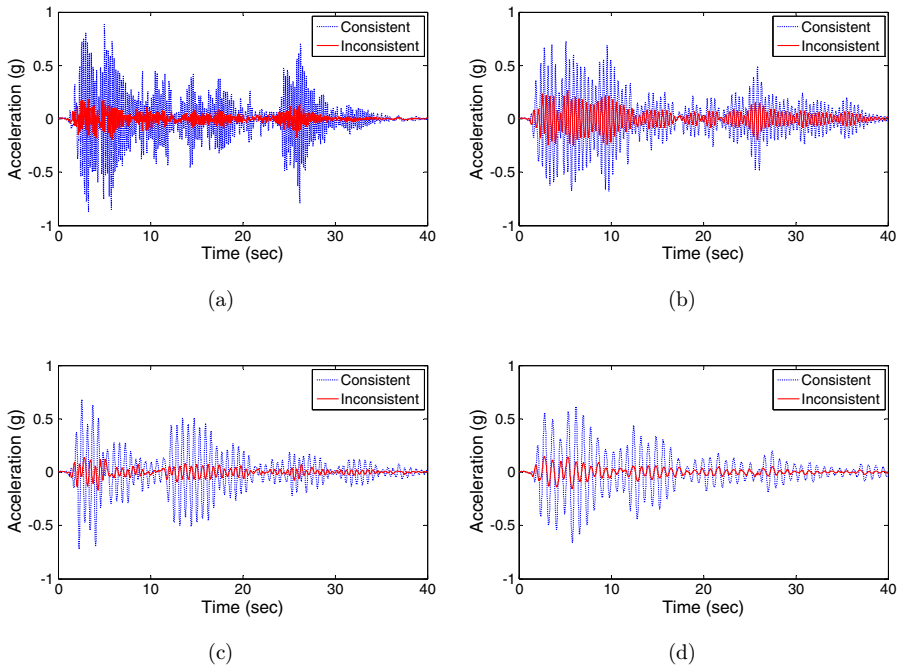 1
0.5
0
-0.5
-1
Acceleration (g)
Consistent
Inconsistent
0 10 20 30 40
Time (sec)
(a)
1
0.5
0
-0.5
-1
Acceleration (g)
Consistent
Inconsistent
0 10 20 30 40
Time (sec)
(b)
1
0.5
0
-0.5
-1
Acceleration (g)
Consistent
Inconsistent
0 10 20 30 40
Time (sec)
(c)
1
0.5
0
-0.5
-1
Acceleration (g)
Consistent
Inconsistent
0 10 20 30 40
Time (sec)
(d)